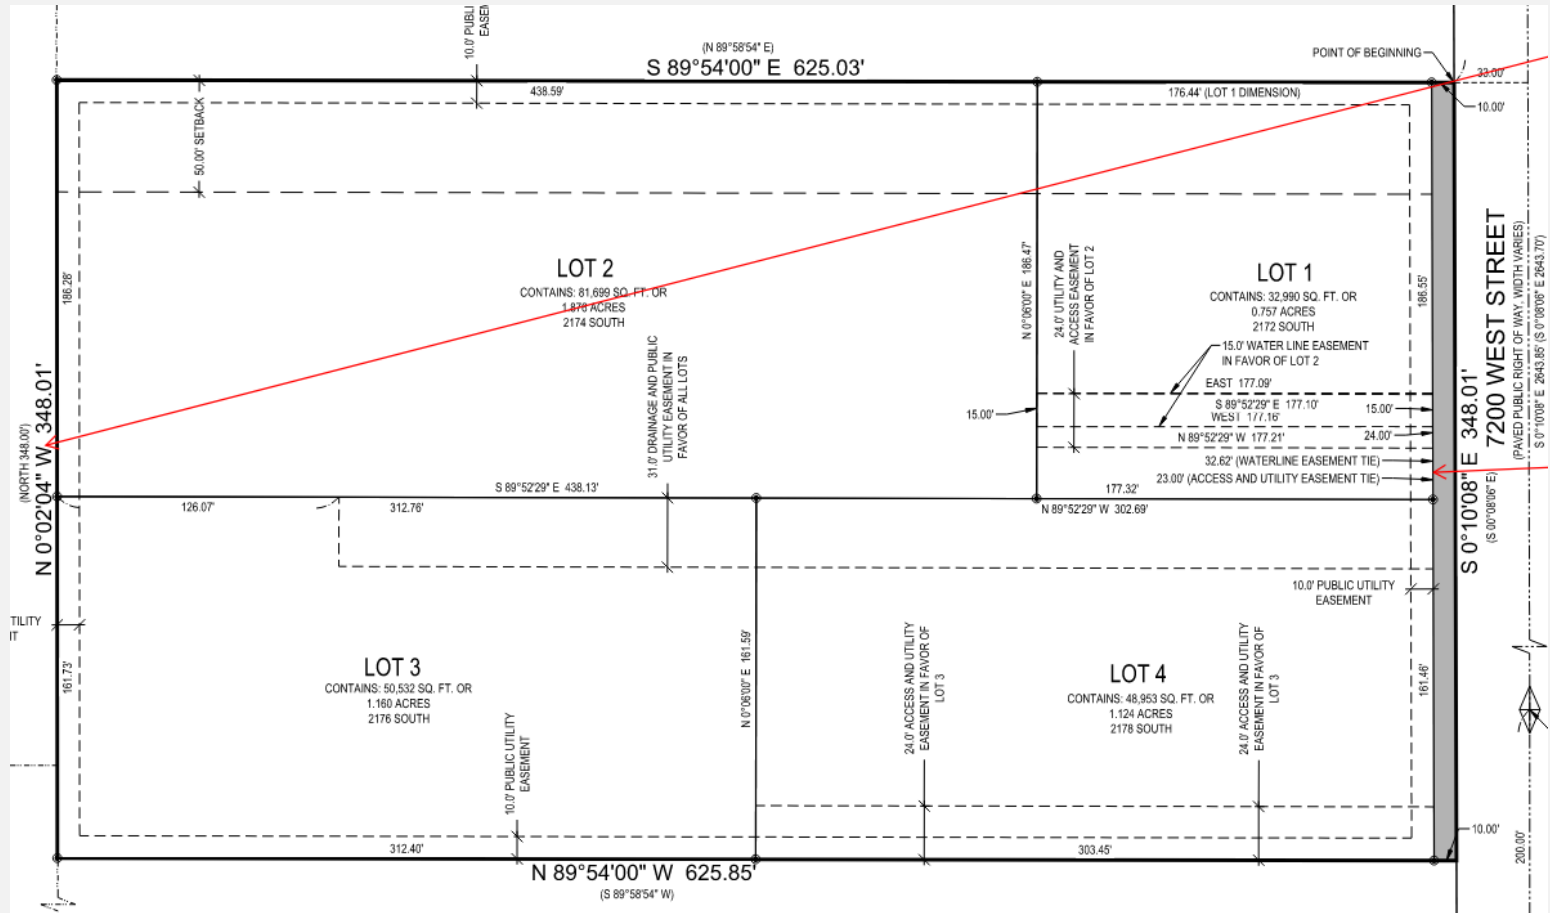 10.0' PUBLI
EASEM
(N 89°58'54" E)
S 89°54'00" E 625.03'
POINT OF BEGINNING
33.00'
438.59'
176.44' (LOT 1 DIMENSION)
10.00'
50.00' SETBACK
LOT 2
CONTAINS: 81,699 SQ. FT. OR
1.876 ACRES
2174 SOUTH
186.28'
N 0°06'00" E 186.47'
24.0' UTILITY AND
ACCESS EASEMENT
IN FAVOR OF LOT 2
LOT 1
CONTAINS: 32,990 SQ. FT. OR
0.757 ACRES
2172 SOUTH
186.55'
15.0' WATER LINE EASEMENT
IN FAVOR OF LOT 2
EAST 177.09'
S 89°52'29" E 177.10'
15.00'
WEST 177.16'
15.00'
N 89°52'29" W 177.21'
24.00'
32.62' (WATERLINE EASEMENT TIE)
23.00' (ACCESS AND UTILITY EASEMENT TIE)
7200 WEST STREET
(PAVED PUBLIC RIGHT OF WAY, WIDTH VARIES)
S 0°10'08" E 2643.85' (S 0°08'06" E 2643.70')
(NORTH 348.00')
N 0°02'04" W 348.01'
31.0' DRAINAGE AND PUBLIC
UTILITY EASEMENT IN
FAVOR OF ALL LOTS
S 89°52'29" E 438.13'
177.32'
126.07'
312.76'
N 89°52'29" W 302.69'
S 0°10'08" E 348.01'
(S 00°08'06" E)
10.0' PUBLIC UTILITY
EASEMENT
TILITY
IT
LOT 3
CONTAINS: 50,532 SQ. FT. OR
1.160 ACRES
2176 SOUTH
161.73'
N 0°06'00" E 161.59'
24.0' ACCESS AND UTILITY
EASEMENT IN FAVOR OF
LOT 3
LOT 4
CONTAINS: 48,953 SQ. FT. OR
1.124 ACRES
2178 SOUTH
24.0' ACCESS AND UTILITY
EASEMENT IN FAVOR OF
LOT 3
161.46'
10.0' PUBLIC UTILITY
EASEMENT
10.00'
200.00'
312.40'
303.45'
N 89°54'00" W 625.85'
(S 89°58'54" W)